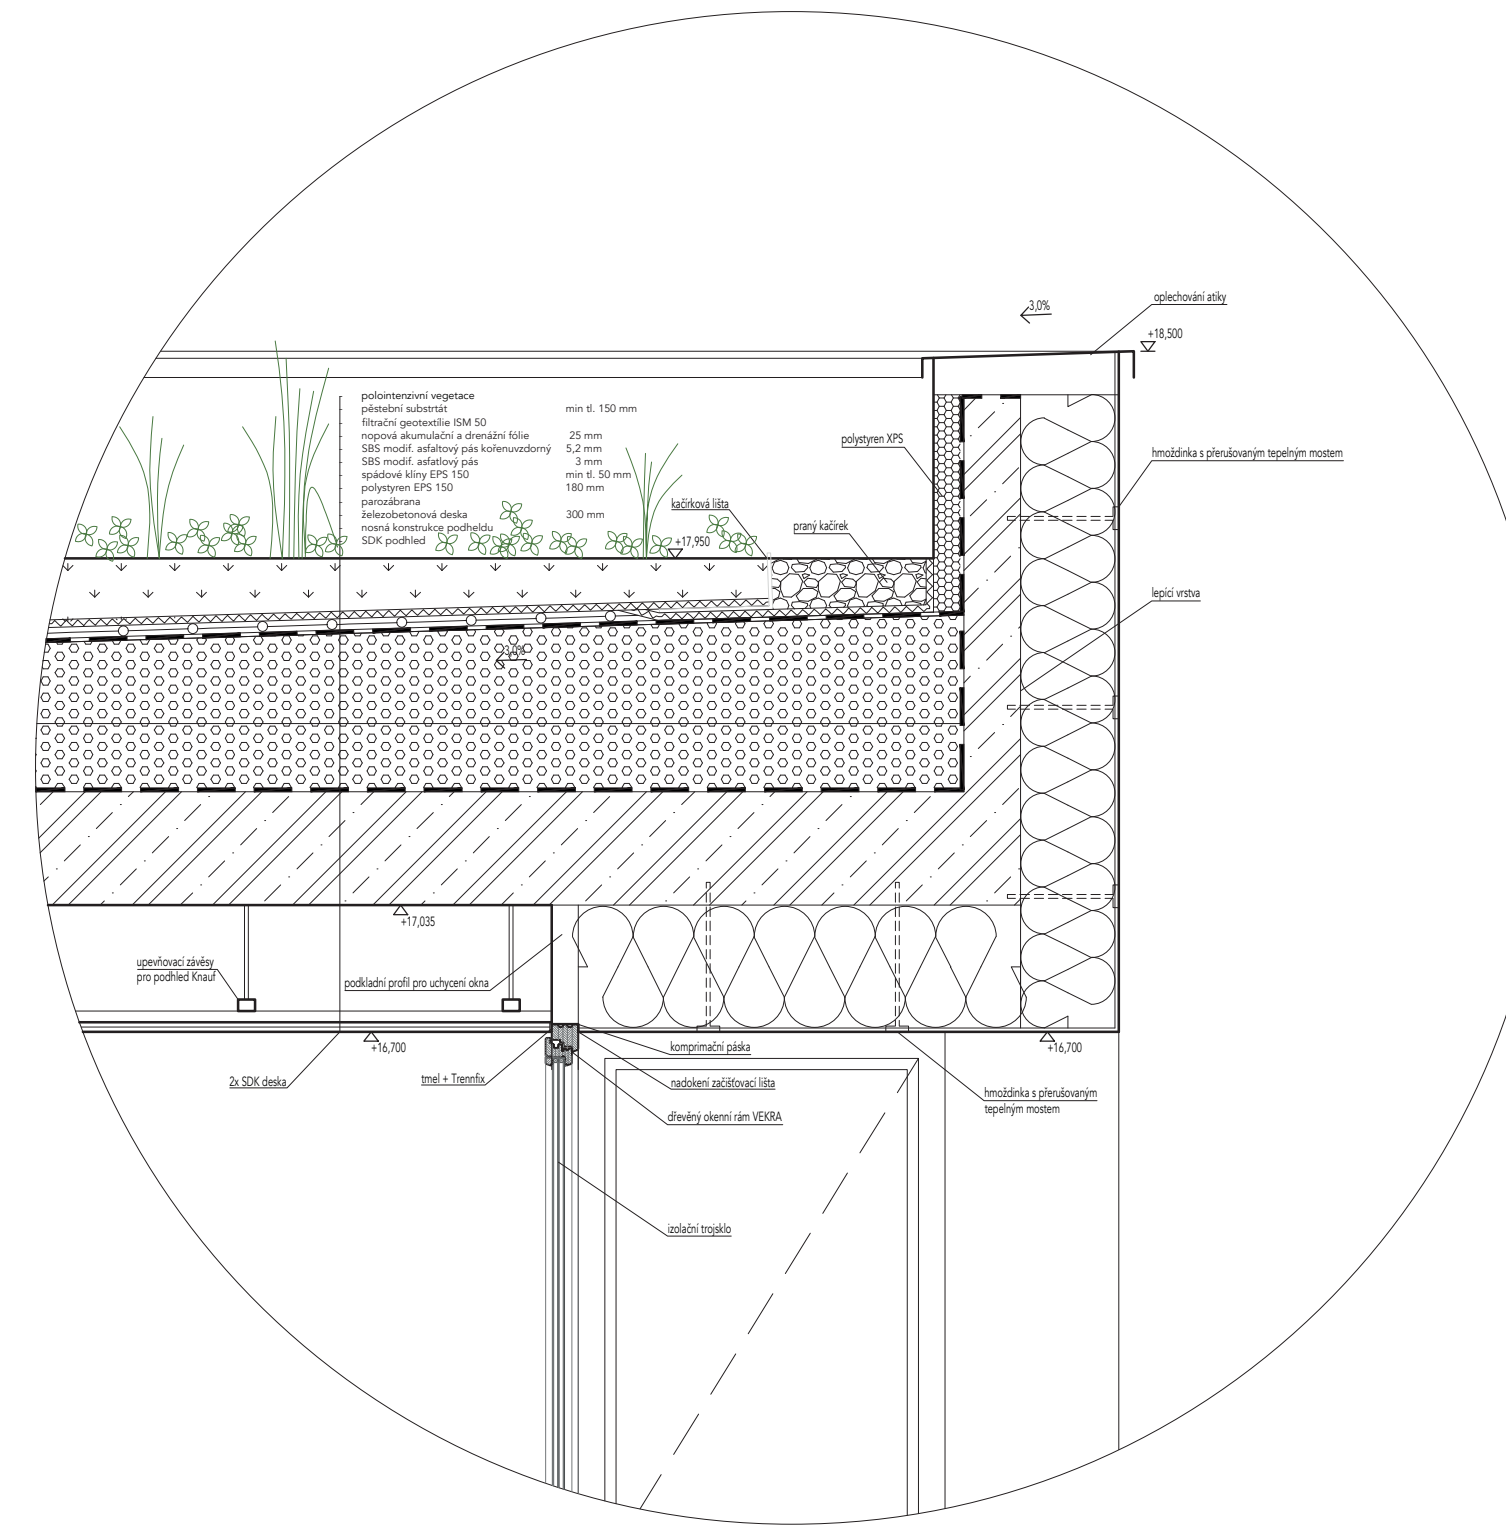 oplechování atiky
3,0%
+18,500
polointenzivní vegetace
pěstební substrtát min tl. 150 mm
filtrační geotextílie ISM 50
nopová akumulační a drenážní fólie 25 mm
SBS modif. asfaltový pás kořenuvzdorný 5,2 mm
SBS modif. asfatlový pás 3 mm
spádové klíny EPS 150 min tl. 50 mm
polystyren EPS 150 180 mm
parozábrana
železobetonová deska 300 mm
nosná konstrukce podheldu
SDK podhled
polystyren XPS
hmoždinka s přerušovaným tepelným mostem
kačírková lišta
praný kačírek
+17,950
lepící vrstva
3,0%
+17,035
upevňovací závěsy
pro podhled Knauf
podkladní profil pro uchycení okna
+16,700
komprimační páska
+16,700
2x SDK deska
tmel + Trennfix
nadokení začišťovací lišta
hmoždinka s přerušovaným
tepelným mostem
dřevěný okenní rám VEKRA
izolační trojsklo